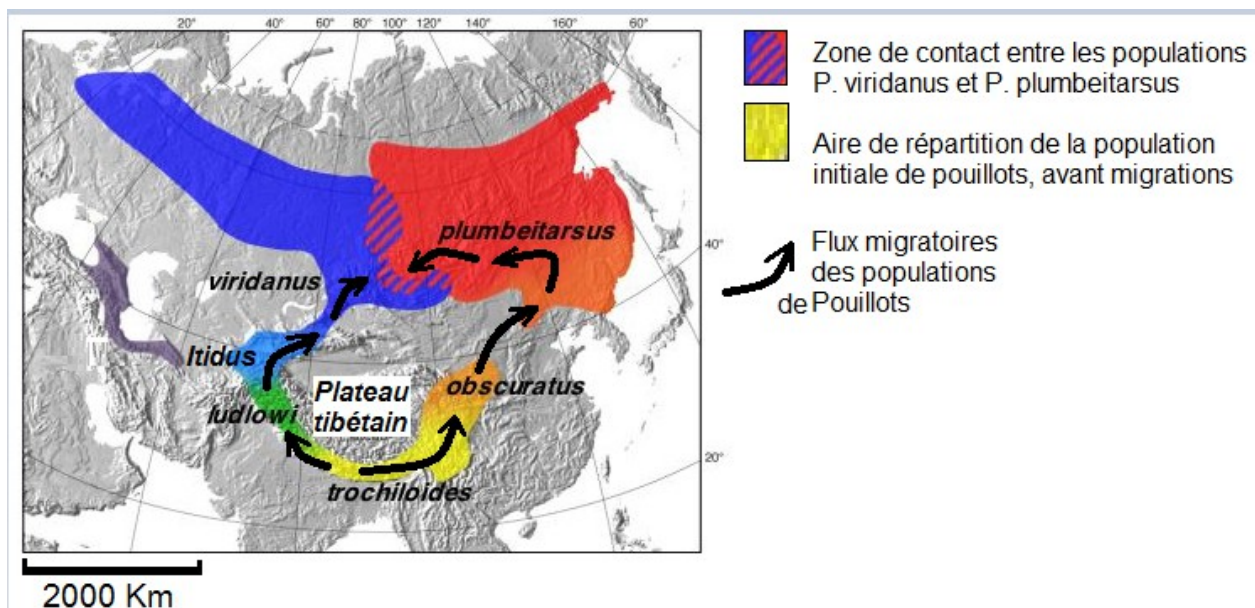 20° 40° 60° 80° 100° 120° 140° 160° 60°
Zone de contact entre les populations
P. viridanus et P. plumbeitarsus
Aire de répartition de la population
initiale de pouillots, avant migrations
plumbeitarsus
40°
Flux migratoires
des populations
de Pouillots
viridanus
ltidus
obscuratus
Plateau
tibétain
ludlowi
20°
trochiloides
2000 Km